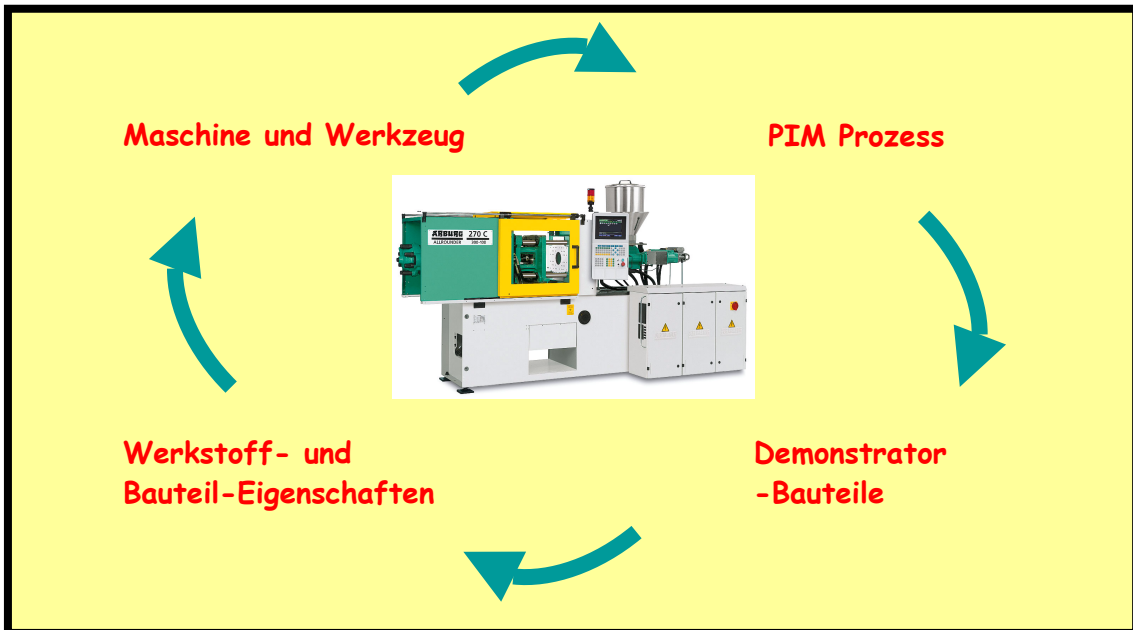 Maschine und Werkzeug
PIM Prozess
ARBURG 270 C
ALLROUNDER
Werkstoff- und
Bauteil-Eigenschaften
Demonstrator
-Bauteile